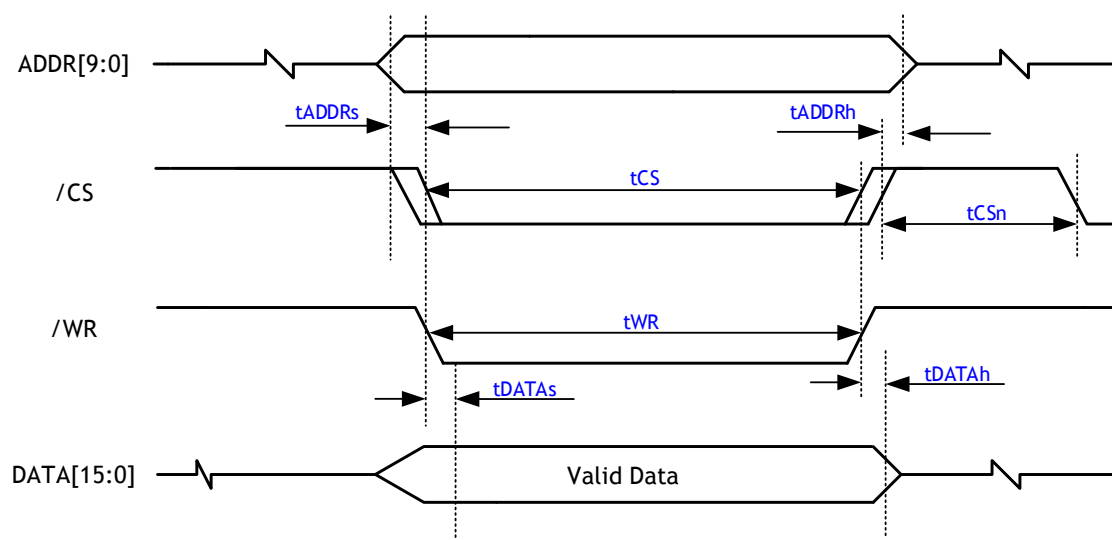 ADDR[9:0]
tADDRs
tADDRh
/CS
tCS
tCSn
/WR
tWR
tDATAs
tDATAh
DATA[15:0]
Valid Data